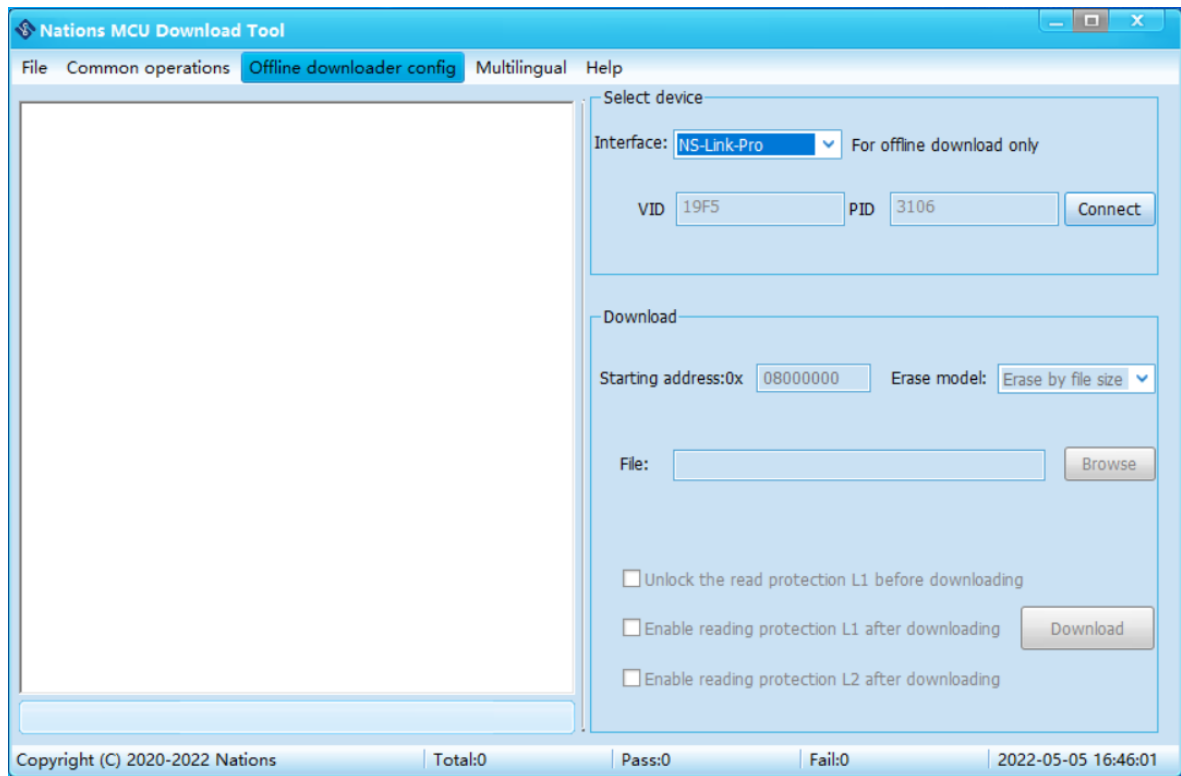 Nations MCU Download Tool
File Common operations Offline downloader config Multilingual Help
Select device
Interface: NS-Link-Pro For offline download only
VID 19F5 PID 3106 Connect
Download
Starting address:0x 08000000 Erase model: Erase by file size
File: Browse
Unlock the read protection L1 before downloading
Enable reading protection L1 after downloading Download
Enable reading protection L2 after downloading
Copyright (C) 2020-2022 Nations Total:0 Pass:0 Fail:0 2022-05-05 16:46:01